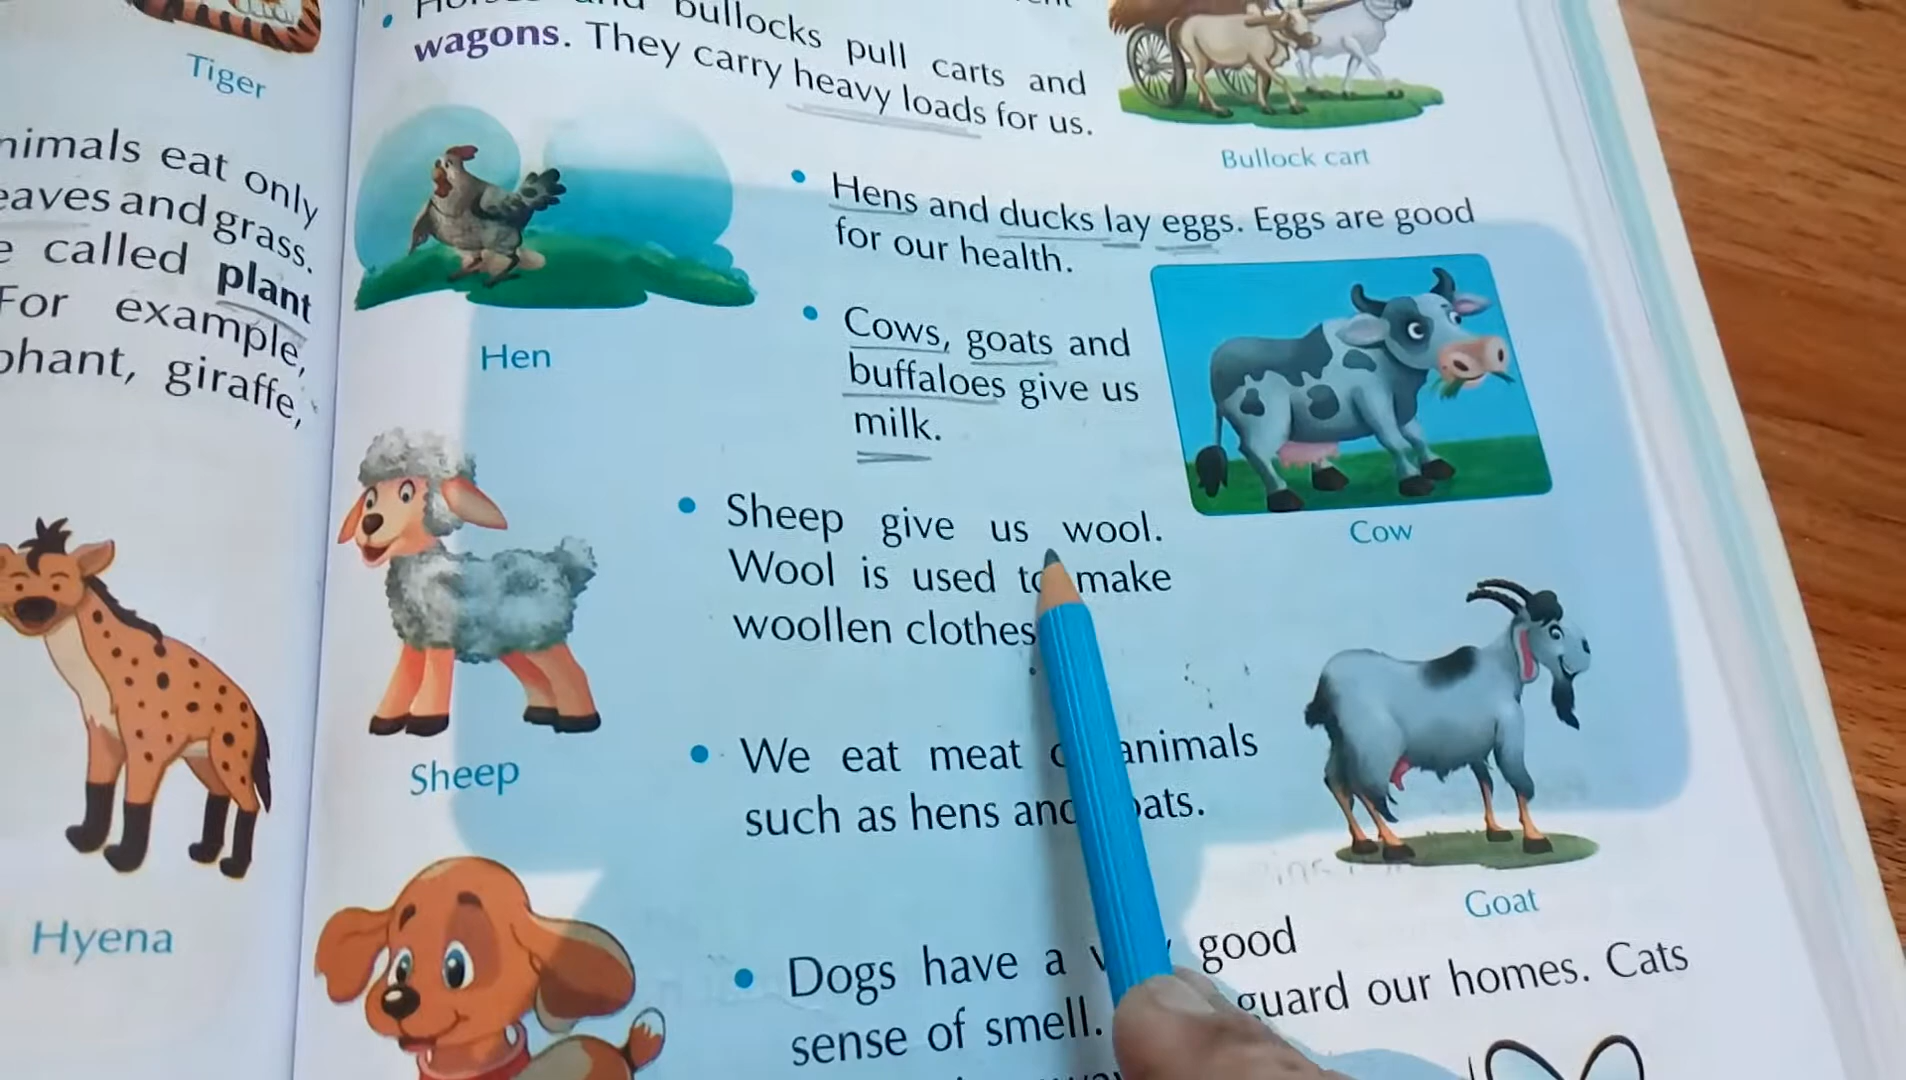 Tiger
nimals eat only
eaves and grass.
e called plant
For example,
phant, giraffe,
Hyena
bullocks pull carts and
wagons. They carry heavy loads for us.
Bullock cart
Hens and ducks lay eggs. Eggs are good
for our health.
Hen
Cows, goats and
buffaloes give us
milk.
Cow
Sheep give us wool.
Wool is used to make
woollen clothes
Sheep
We eat meat animals
such as hens and
Goat
Dogs have a good
sense of smell. guard our homes. Cats